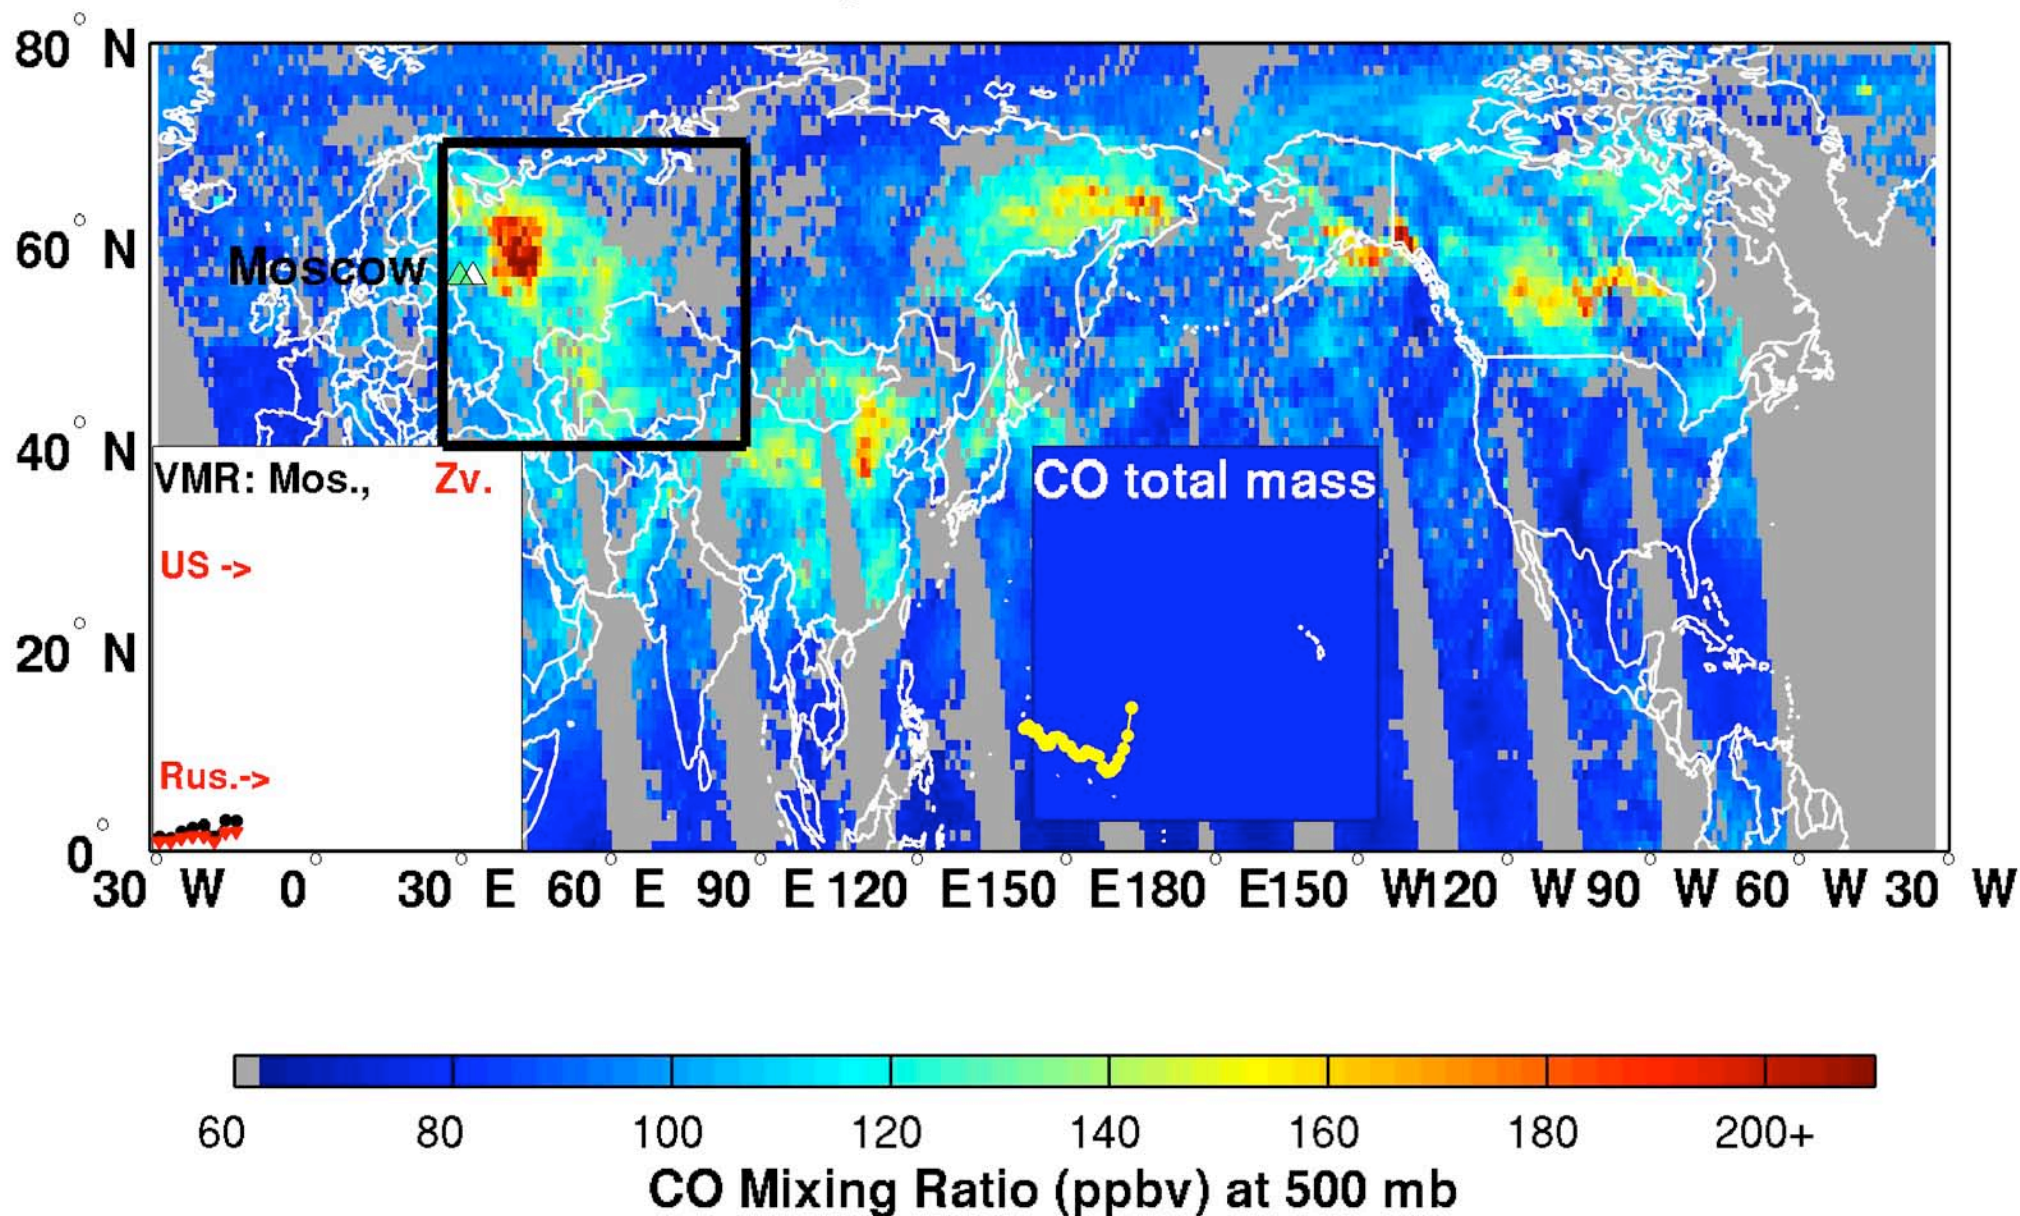 80° N
60° N
Moscow
40° N
VMR: Mos., Zv.
CO total mass
US ->
20° N
Rus.->
0°
30° W 0° 30° E 60° E 90° E 120° E 150° E 180° E 150° W 120° W 90° W 60° W 30° W
60 80 100 120 140 160 180 200+
CO Mixing Ratio (ppbv) at 500 mb